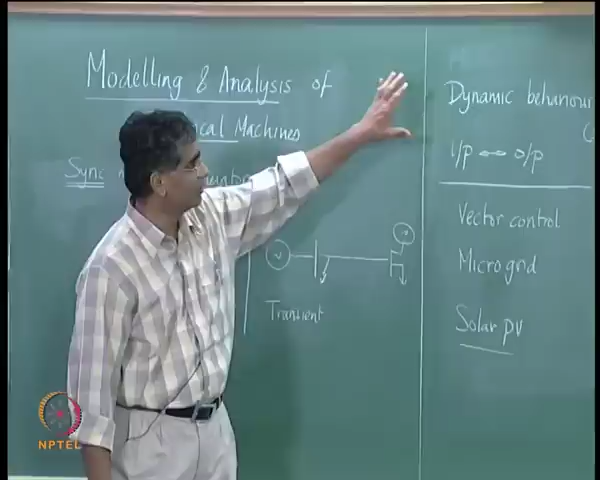 Modelling & Analysis of
ical Machines
Sync
Transient
Dynamic behaviour
i/p ↔ o/p
Vector control
Microgrid
Solar pv
NPTEL